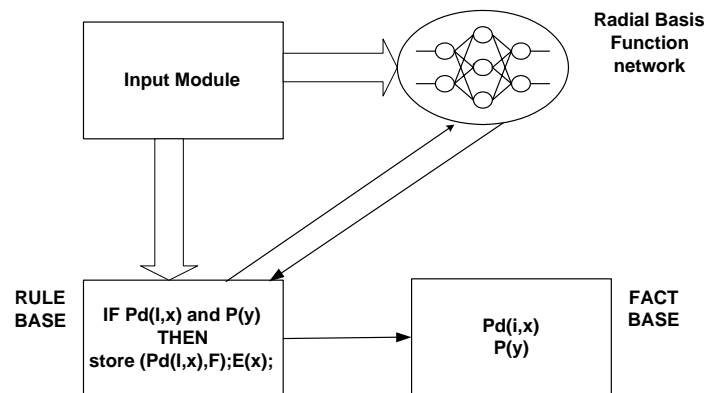 Radial Basis
Function
network
Input Module
RULE
BASE
IF Pd(I,x) and P(y)
THEN
store (Pd(I,x),F);E(x);
Pd(i,x)
P(y)
FACT
BASE